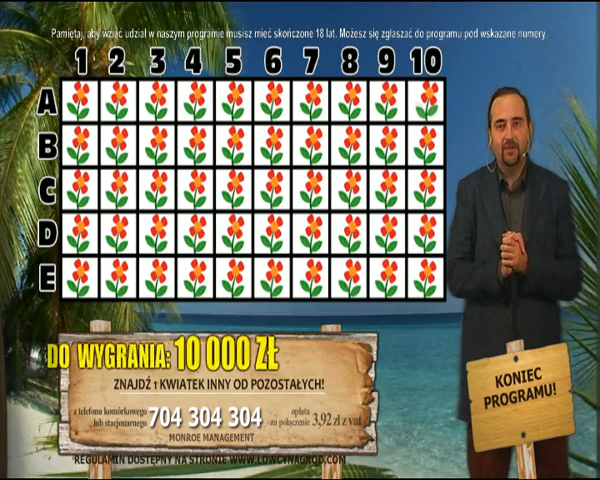 Pamiętaj, aby wziąć udział w naszym programie musisz mieć skończone 18 lat. Możesz się zgłaszać do programu pod wskazane numery.
1 2 3 4 5 6 7 8 9 10
A
B
C
D
E
DO WYGRANIA: 10 000 ZŁ
ZNAJDŹ 1 KWIATEK INNY OD POZOSTAŁYCH!
z telefonu komórkowego
lub stacjonarnego
704 304 304
opłata
za połączenie 3,92 zł z vat
MONROE MANAGEMENT
REGULAMIN DOSTĘPNY NA STRONIE WWW.LOWCYNAGROD.COM
KONIEC
PROGRAMU!